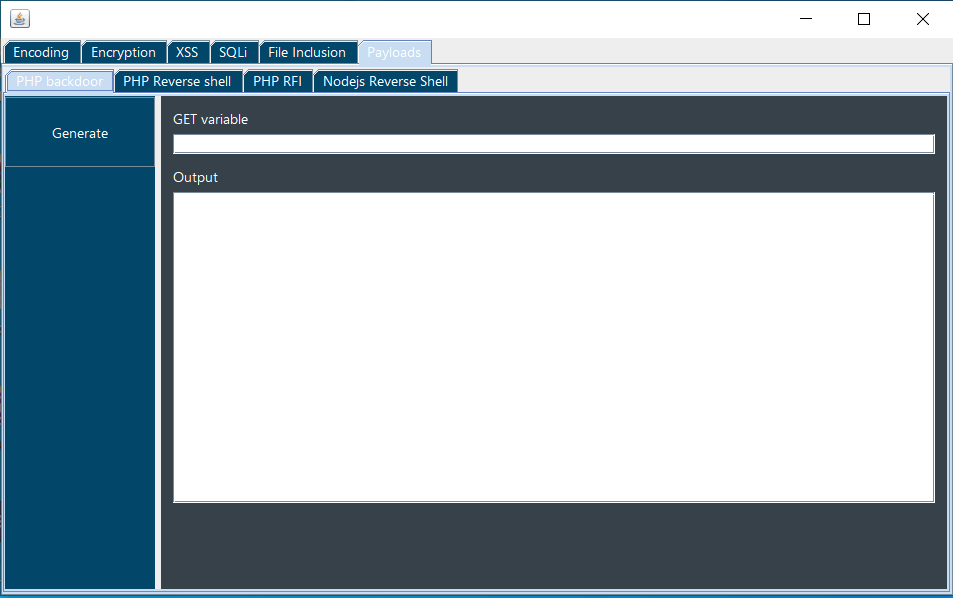 Encoding Encryption XSS SQLi File Inclusion Payloads
PHP backdoor PHP Reverse shell PHP RFI Nodejs Reverse Shell
Generate
GET variable
Output